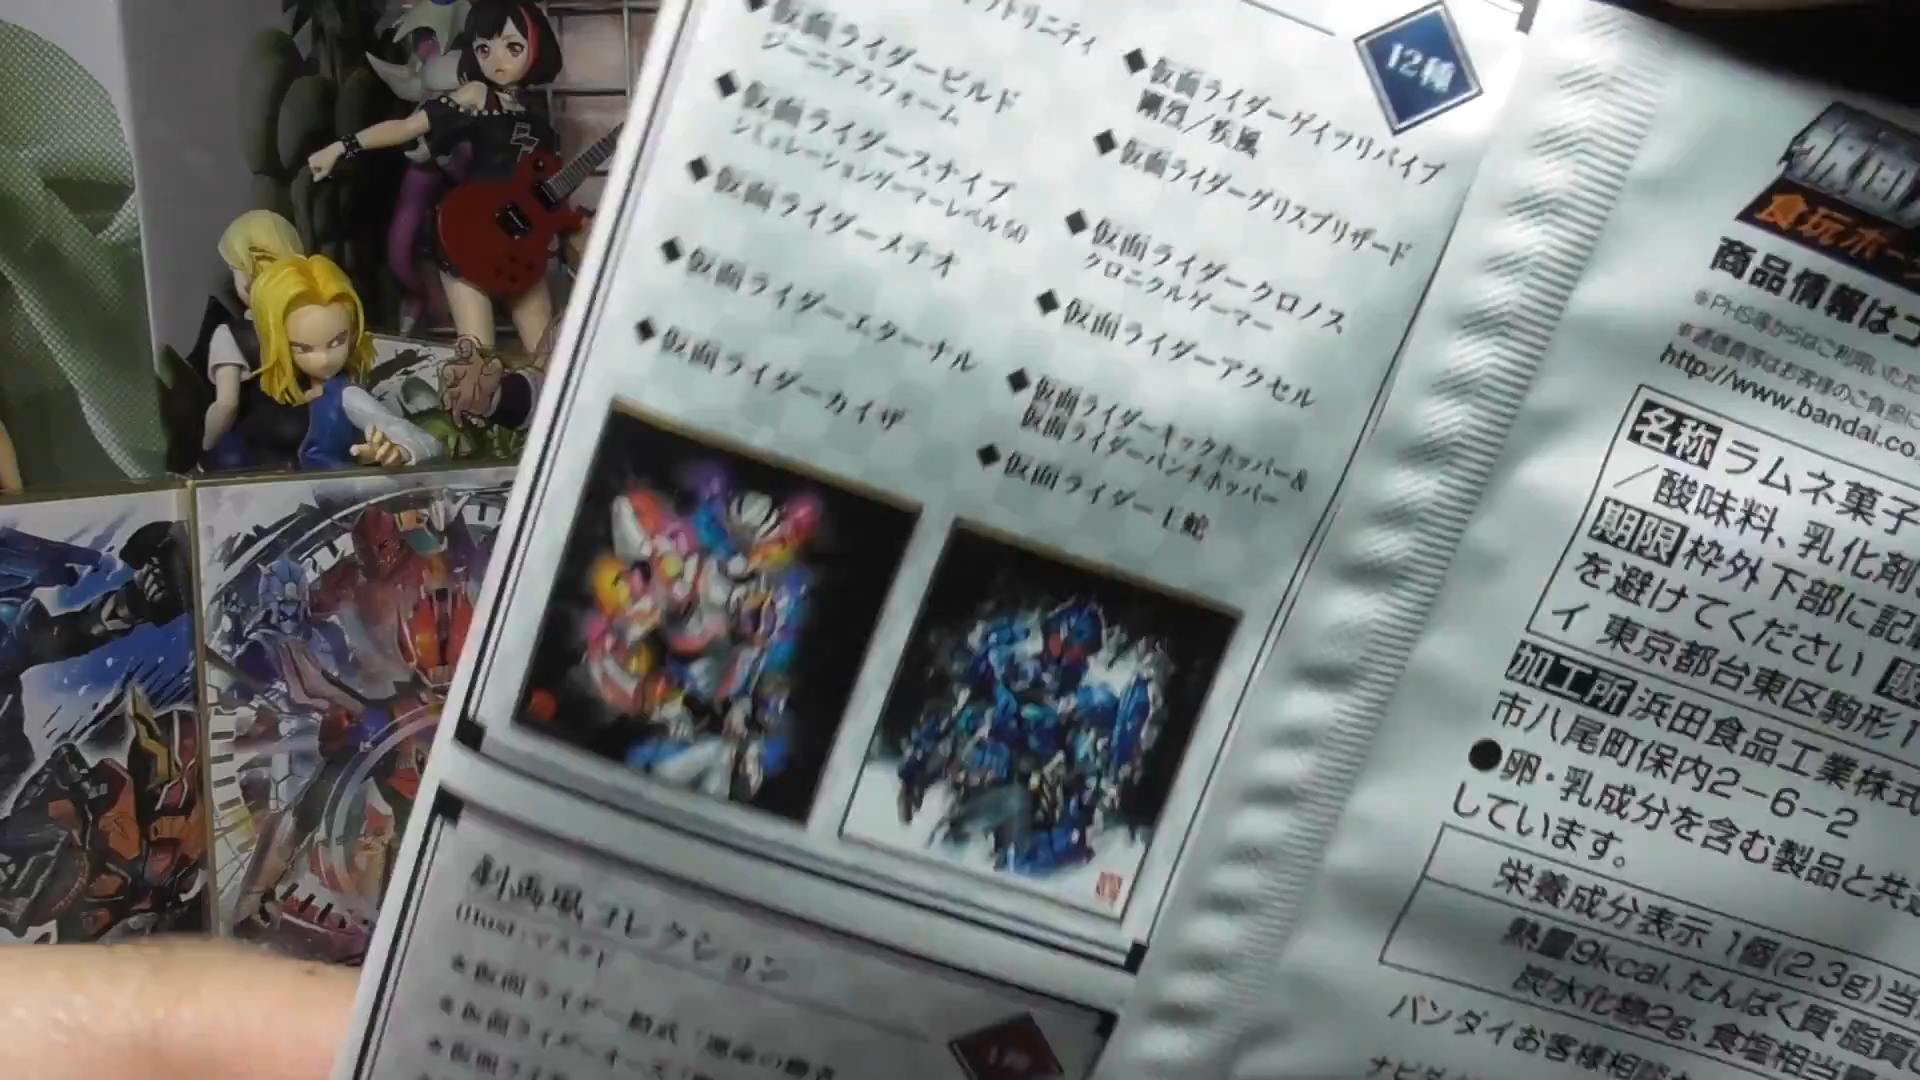 トリニティ
12種
◆仮面ライダービルド
ジーニアスフォーム
◆仮面ライダースナイプ
シミュレーションゲーマーレベル50
◆仮面ライダーメテオ
◆仮面ライダーエターナル
◆仮面ライダーカイザ
◆仮面ライダーゲイツリバイブ
剛烈/疾風
◆仮面ライダーグリスブリザード
◆仮面ライダークロノス
クロニクルゲーマー
◆仮面ライダーアクセル
◆仮面ライダーキックホッパー&
仮面ライダーパンチホッパー
◆仮面ライダー王蛇
劇画風コレクション
食玩ホー
商品情報はコ
http://www.bandai.co.
名称 ラムネ菓子
/酸味料、乳化剤、
期限 枠外下部に記
を避けてください 販
イ 東京都台東区駒形1
加工所 浜田食品工業株式
市八尾町保内2-6-2
●卵・乳成分を含む製品と共
しています。
栄養成分表示 1個(2.3g)当
熱量9kcal、たんぱく質・脂質
炭水化物2g、食塩相当量
バンダイお客様相談